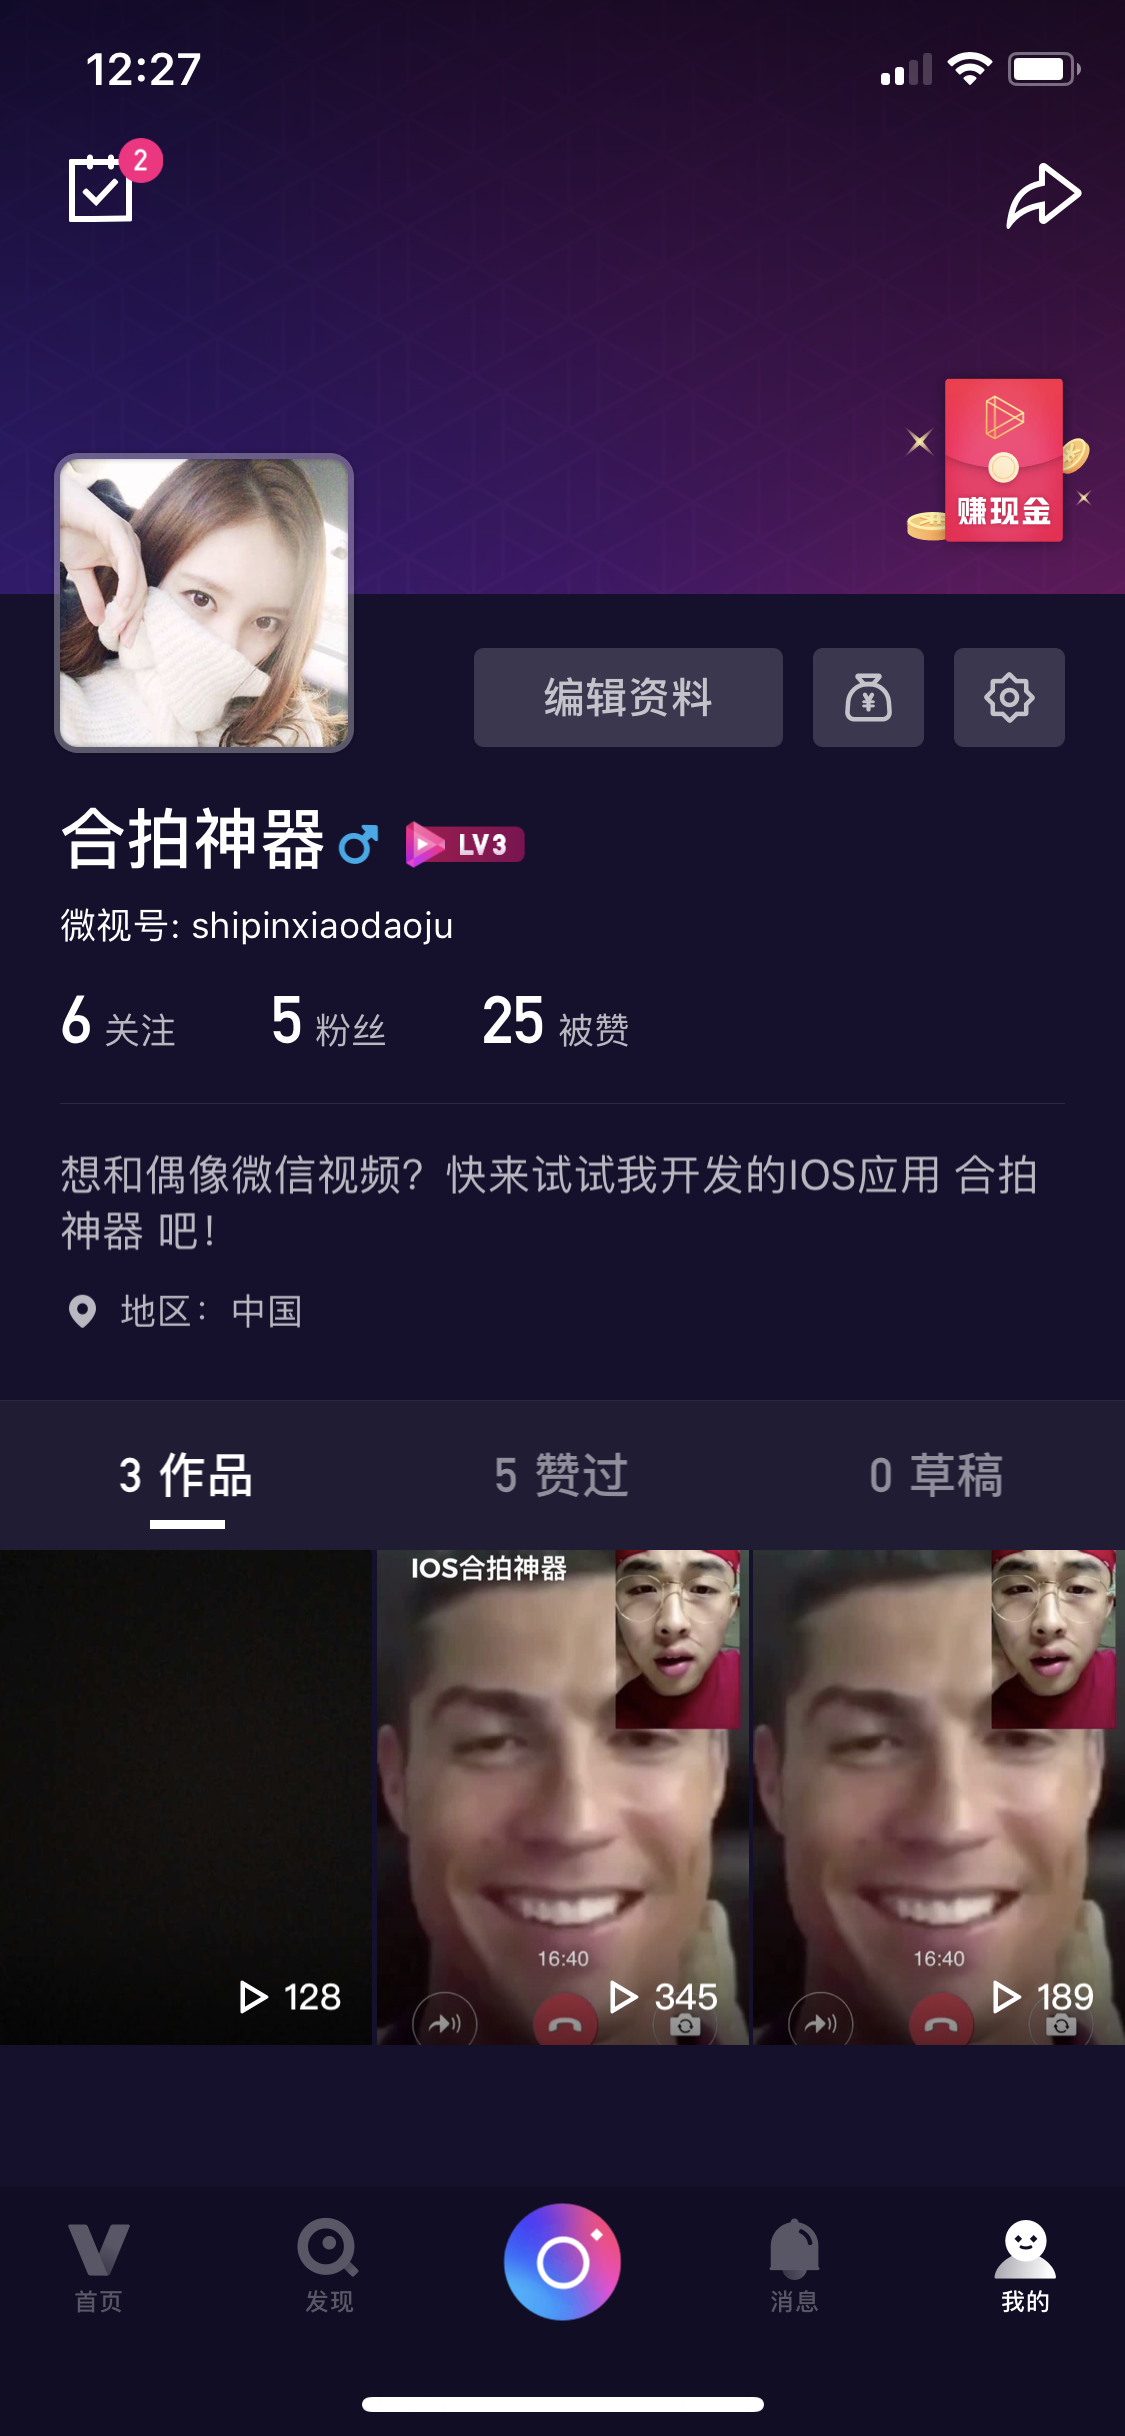 12:27
2
赚现金
编辑资料
合拍神器 LV3
微视号: shipinxiaodaoju
6 关注 5 粉丝 25 被赞
想和偶像微信视频？快来试试我开发的IOS应用 合拍
神器 吧！
地区：中国
3 作品 5 赞过 0 草稿
IOS合拍神器
16:40 16:40
128 345 189
首页 发现 消息 我的